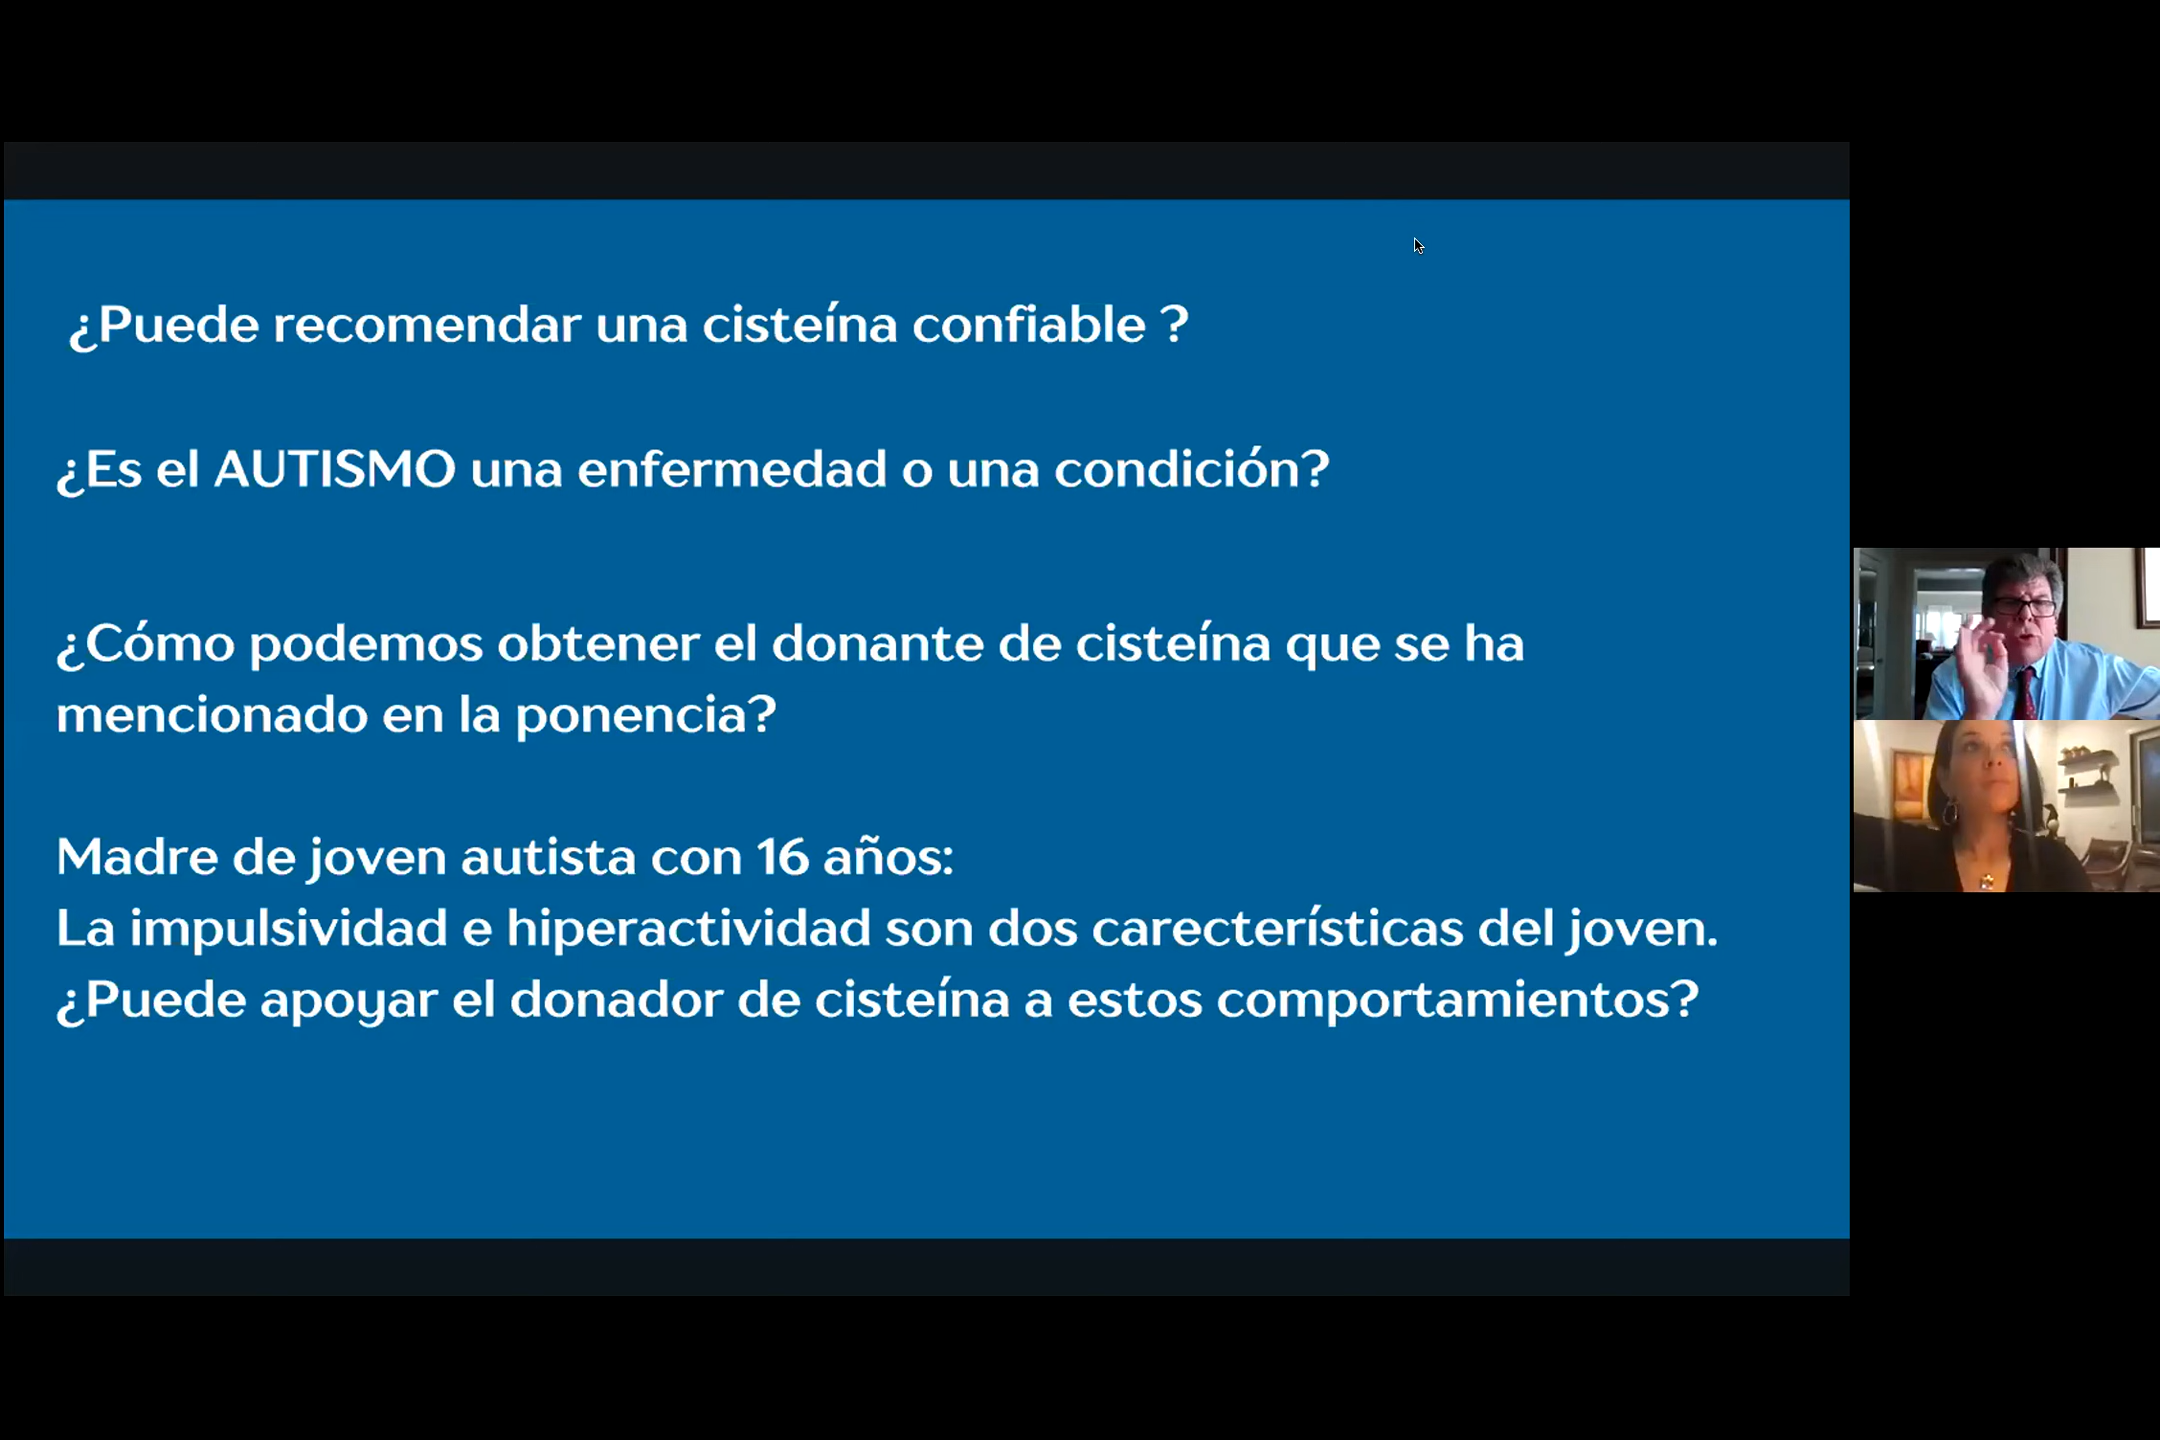 ¿Puede recomendar una cisteína confiable ?
¿Es el AUTISMO una enfermedad o una condición?
¿Cómo podemos obtener el donante de cisteína que se ha
mencionado en la ponencia?
Madre de joven autista con 16 años:
La impulsividad e hiperactividad son dos carecterísticas del joven.
¿Puede apoyar el donador de cisteína a estos comportamientos?